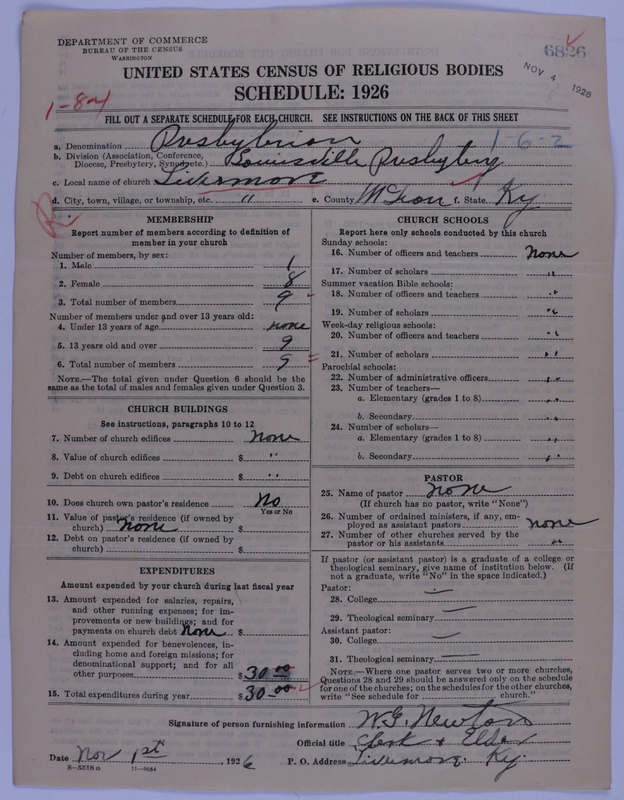 DEPARTMENT OF COMMERCE
BUREAU OF THE CENSUS
WASHINGTON
6826
NOV 4 1926
UNITED STATES CENSUS OF RELIGIOUS BODIES
SCHEDULE: 1926
1-84
FILL OUT A SEPARATE SCHEDULE FOR EACH CHURCH. SEE INSTRUCTIONS ON THE BACK OF THIS SHEET
1-6-2
a. Denomination Presbyterian
b. Division (Association, Conference, Diocese, Presbytery, Synod, etc.) Louisville Presbytery
c. Local name of church Livermore
d. City, town, village, or township, etc. " e. County McLean f. State Ky
R
MEMBERSHIP
Report number of members according to definition of
member in your church
Number of members, by sex:
1. Male 1
2. Female 8
3. Total number of members 9
Number of members under and over 13 years old:
4. Under 13 years of age none
5. 13 years old and over 9
6. Total number of members 9
NOTE.—The total given under Question 6 should be the
same as the total of males and females given under Question 3.
CHURCH BUILDINGS
See instructions, paragraphs 10 to 12
7. Number of church edifices none
8. Value of church edifices $ "
9. Debt on church edifices $ "
10. Does church own pastor's residence No
Yes or No
11. Value of pastor's residence (if owned by
church) none $
12. Debt on pastor's residence (if owned by
church) $
EXPENDITURES
Amount expended by your church during last fiscal year
13. Amount expended for salaries, repairs,
and other running expenses; for im-
provements or new buildings; and for
payments on church debt None $
14. Amount expended for benevolences, in-
cluding home and foreign missions; for
denominational support; and for all
other purposes $ 30 00
15. Total expenditures during year $ 30.00
CHURCH SCHOOLS
Report here only schools conducted by this church
Sunday schools:
16. Number of officers and teachers none
17. Number of scholars "
Summer vacation Bible schools:
18. Number of officers and teachers "
19. Number of scholars "
Week-day religious schools:
20. Number of officers and teachers "
21. Number of scholars "
Parochial schools:
22. Number of administrative officers "
23. Number of teachers—
a. Elementary (grades 1 to 8) "
b. Secondary "
24. Number of scholars—
a. Elementary (grades 1 to 8) "
b. Secondary "
PASTOR
25. Name of pastor none
(If church has no pastor, write "None")
26. Number of ordained ministers, if any, em-
ployed as assistant pastors none
27. Number of other churches served by the
pastor or his assistants "
If pastor (or assistant pastor) is a graduate of a college or
theological seminary, give name of institution below. (If
not a graduate, write "No" in the space indicated.)
Pastor:
28. College —
29. Theological seminary —
Assistant pastor:
30. College —
31. Theological seminary —
NOTE.—Where one pastor serves two or more churches,
Questions 28 and 29 should be answered only on the schedule
for one of the churches; on the schedules for the other churches,
write "See schedule for church."
Signature of person furnishing information W. G. Newton
Official title Clerk & Elder
Date Nov 1st, 1926 P. O. Address Livermore Ky.
8-5218 a 11-9084